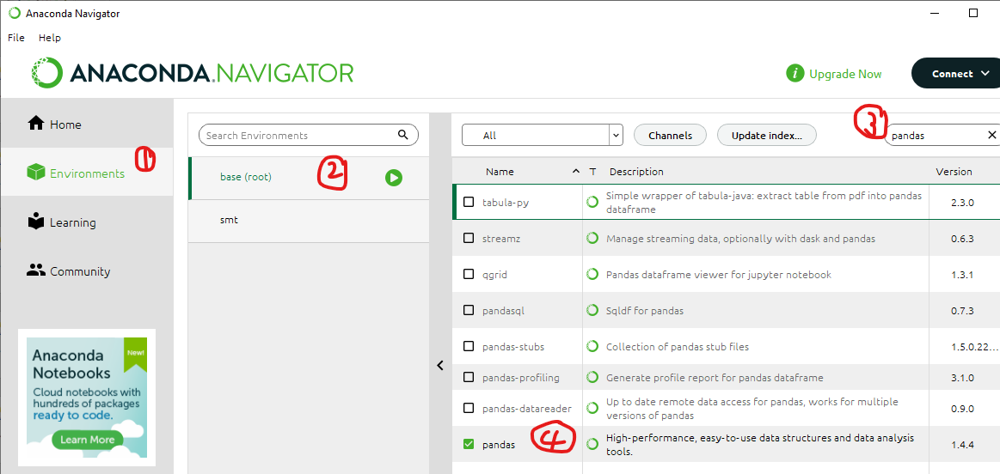 Anaconda Navigator
File Help
ANACONDA.NAVIGATOR
i Upgrade Now
Connect
Home
Environments
1
Learning
Community
Anaconda
Notebooks
New!
Cloud notebooks with
hundreds of packages
ready to code.
Learn More
Search Environments
base (root)
2
smt
All
Channels
Update index...
3
pandas
Name T Description Version
tabula-py Simple wrapper of tabula-java: extract table from pdf into pandas
dataframe 2.3.0
streamz Manage streaming data, optionally with dask and pandas 0.6.3
qgrid Pandas dataframe viewer for jupyter notebook 1.3.1
pandasql Sqldf for pandas 0.7.3
pandas-stubs Collection of pandas stub files 1.5.0.22...
pandas-profiling Generate profile report for pandas dataframe 3.1.0
pandas-datareader Up to date remote data access for pandas, works for multiple
versions of pandas 0.9.0
pandas 4 High-performance, easy-to-use data structures and data analysis
tools. 1.4.4